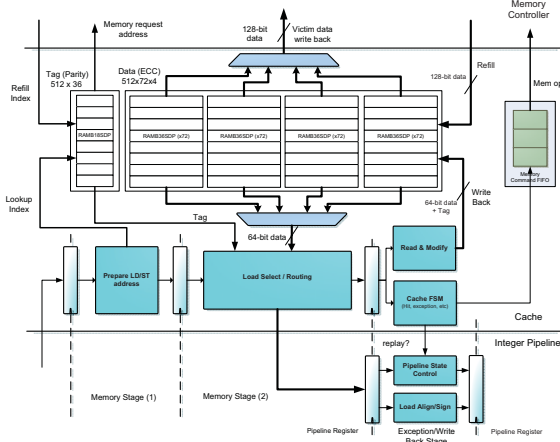 Memory
Controller
Memory request
address
128-bit
data
Victim data
write back
Tag (Parity)
512 x 36
Data (ECC)
512x72x4
Refill
Refill
Index
128-bit data
Mem op
RAMB18SDP
RAMB36SDP (x72)
RAMB36SDP (x72)
RAMB36SDP (x72)
RAMB36SDP (x72)
Memory
Command FIFO
Lookup
Index
Write
Back
64-bit data
+ Tag
Tag
64-bit data
Read & Modify
Prepare LD/ST
address
Load Select / Routing
Cache FSM
(Hit, exception, etc)
Cache
Integer Pipeline
replay?
Pipeline State
Control
Memory Stage (1)
Memory Stage (2)
Load Align/Sign
Pipeline Register
Exception/Write
Back Stage
Pipeline Register